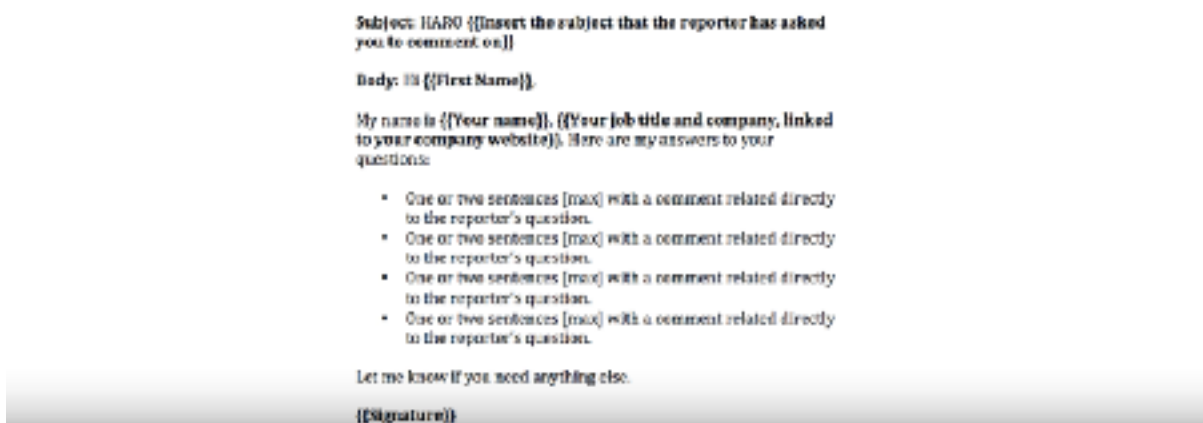 Subject: HARO {{Insert the subject that the reporter has asked
you to comment on}}
Body: Hi {{First Name}},
My name is {{Your name}}, {{Your job title and company, linked
to your company website}}. Here are my answers to your
questions:
• One or two sentences [max] with a comment related directly
to the reporter's question.
• One or two sentences [max] with a comment related directly
to the reporter's question.
• One or two sentences [max] with a comment related directly
to the reporter's question.
• One or two sentences [max] with a comment related directly
to the reporter's question.
Let me know if you need anything else.
{{Signature}}